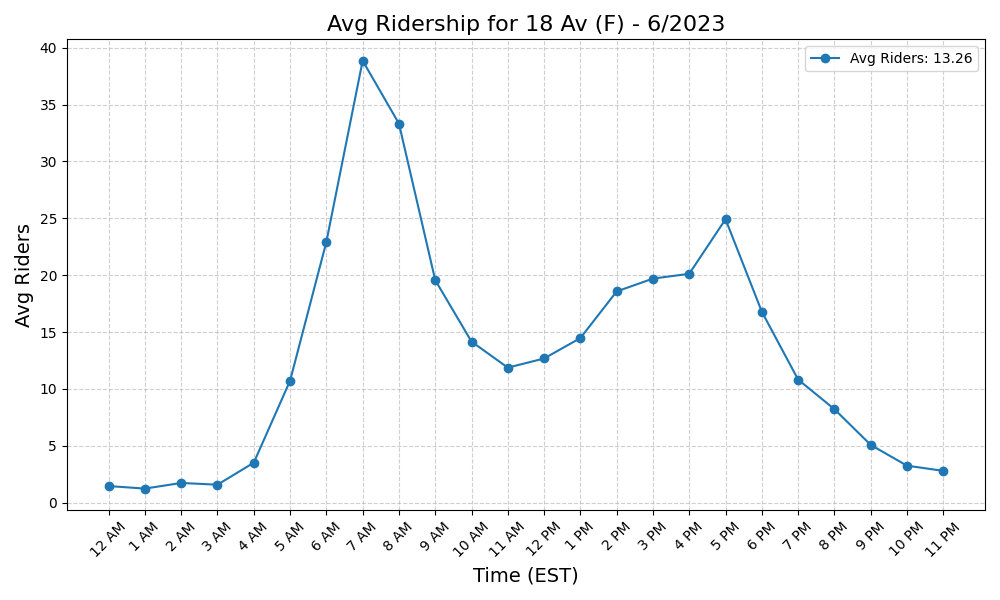 Avg Ridership for 18 Av (F) - 6/2023
Avg Riders: 13.26
Avg Riders
40
35
30
25
20
15
10
5
0
12 AM
1 AM
2 AM
3 AM
4 AM
5 AM
6 AM
7 AM
8 AM
9 AM
10 AM
11 AM
12 PM
1 PM
2 PM
3 PM
4 PM
5 PM
6 PM
7 PM
8 PM
9 PM
10 PM
11 PM
Time (EST)